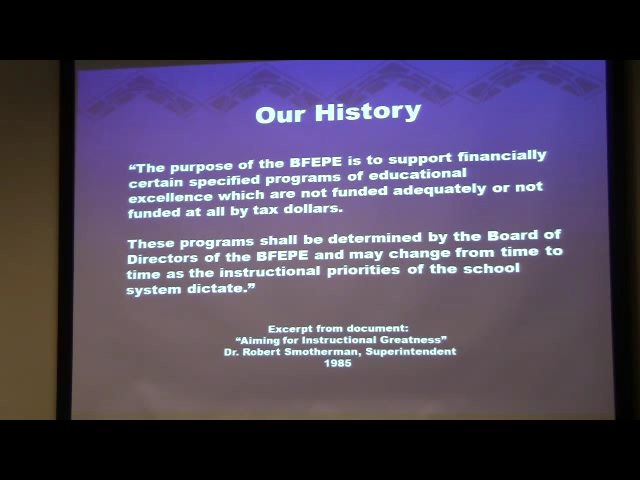 Our History
“The purpose of the BFEPE is to support financially
certain specified programs of educational
excellence which are not funded adequately or not
funded at all by tax dollars.
These programs shall be determined by the Board of
Directors of the BFEPE and may change from time to
time as the instructional priorities of the school
system dictate.”
Excerpt from document:
“Aiming for Instructional Greatness”
Dr. Robert Smotherman, Superintendent
1985